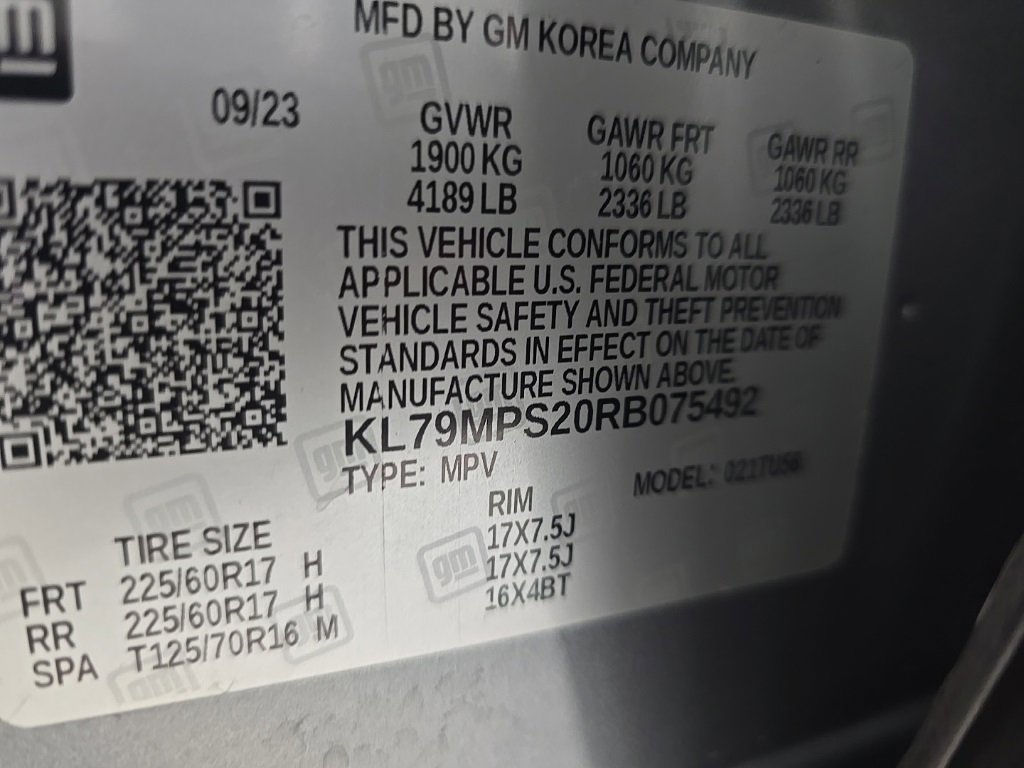 gm
MFD BY GM KOREA COMPANY
09/23
GVWR GAWR FRT GAWR RR
1900 KG 1060 KG 1060 KG
4189 LB 2336 LB 2336 LB
THIS VEHICLE CONFORMS TO ALL
APPLICABLE U.S. FEDERAL MOTOR
VEHICLE SAFETY AND THEFT PREVENTION
STANDARDS IN EFFECT ON THE DATE OF
MANUFACTURE SHOWN ABOVE.
KL79MPS20RB075492
TYPE: MPV MODEL:
TIRE SIZE RIM
FRT 225/60R17 H 17X7.5J
RR 225/60R17 H 17X7.5J
SPA T125/70R16 M 16X4BT